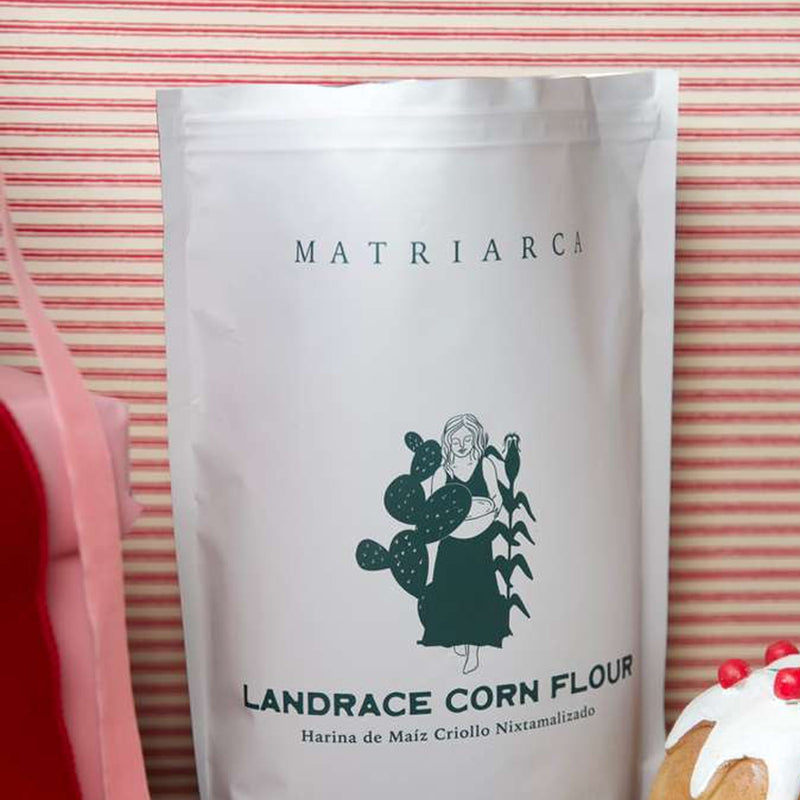 MATRIARCA
LANDRACE CORN FLOUR
Harina de Maíz Criollo Nixtamalizado